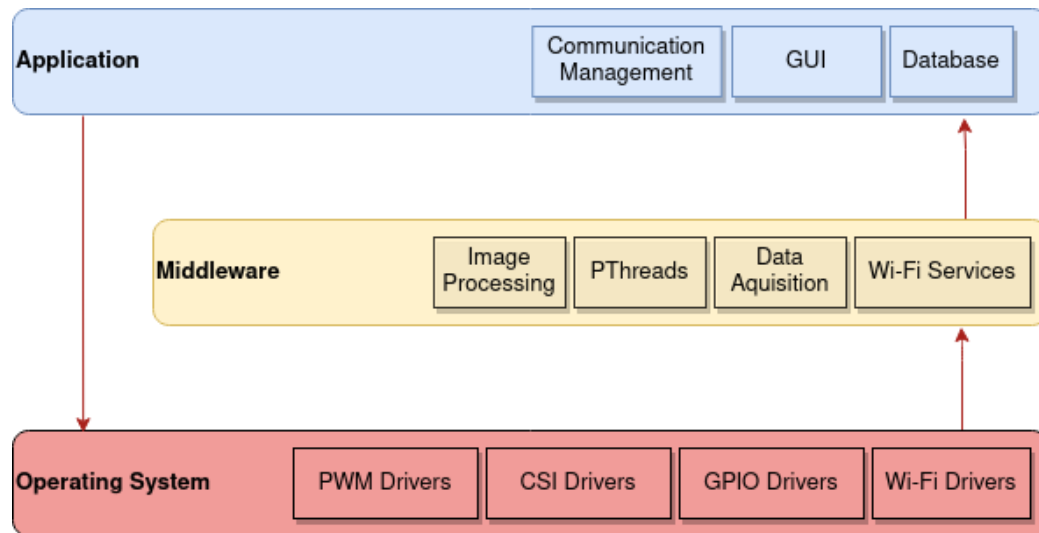 Application
Communication
Management
GUI
Database
Middleware
Image
Processing
PThreads
Data
Aquisition
Wi-Fi Services
Operating System
PWM Drivers
CSI Drivers
GPIO Drivers
Wi-Fi Drivers